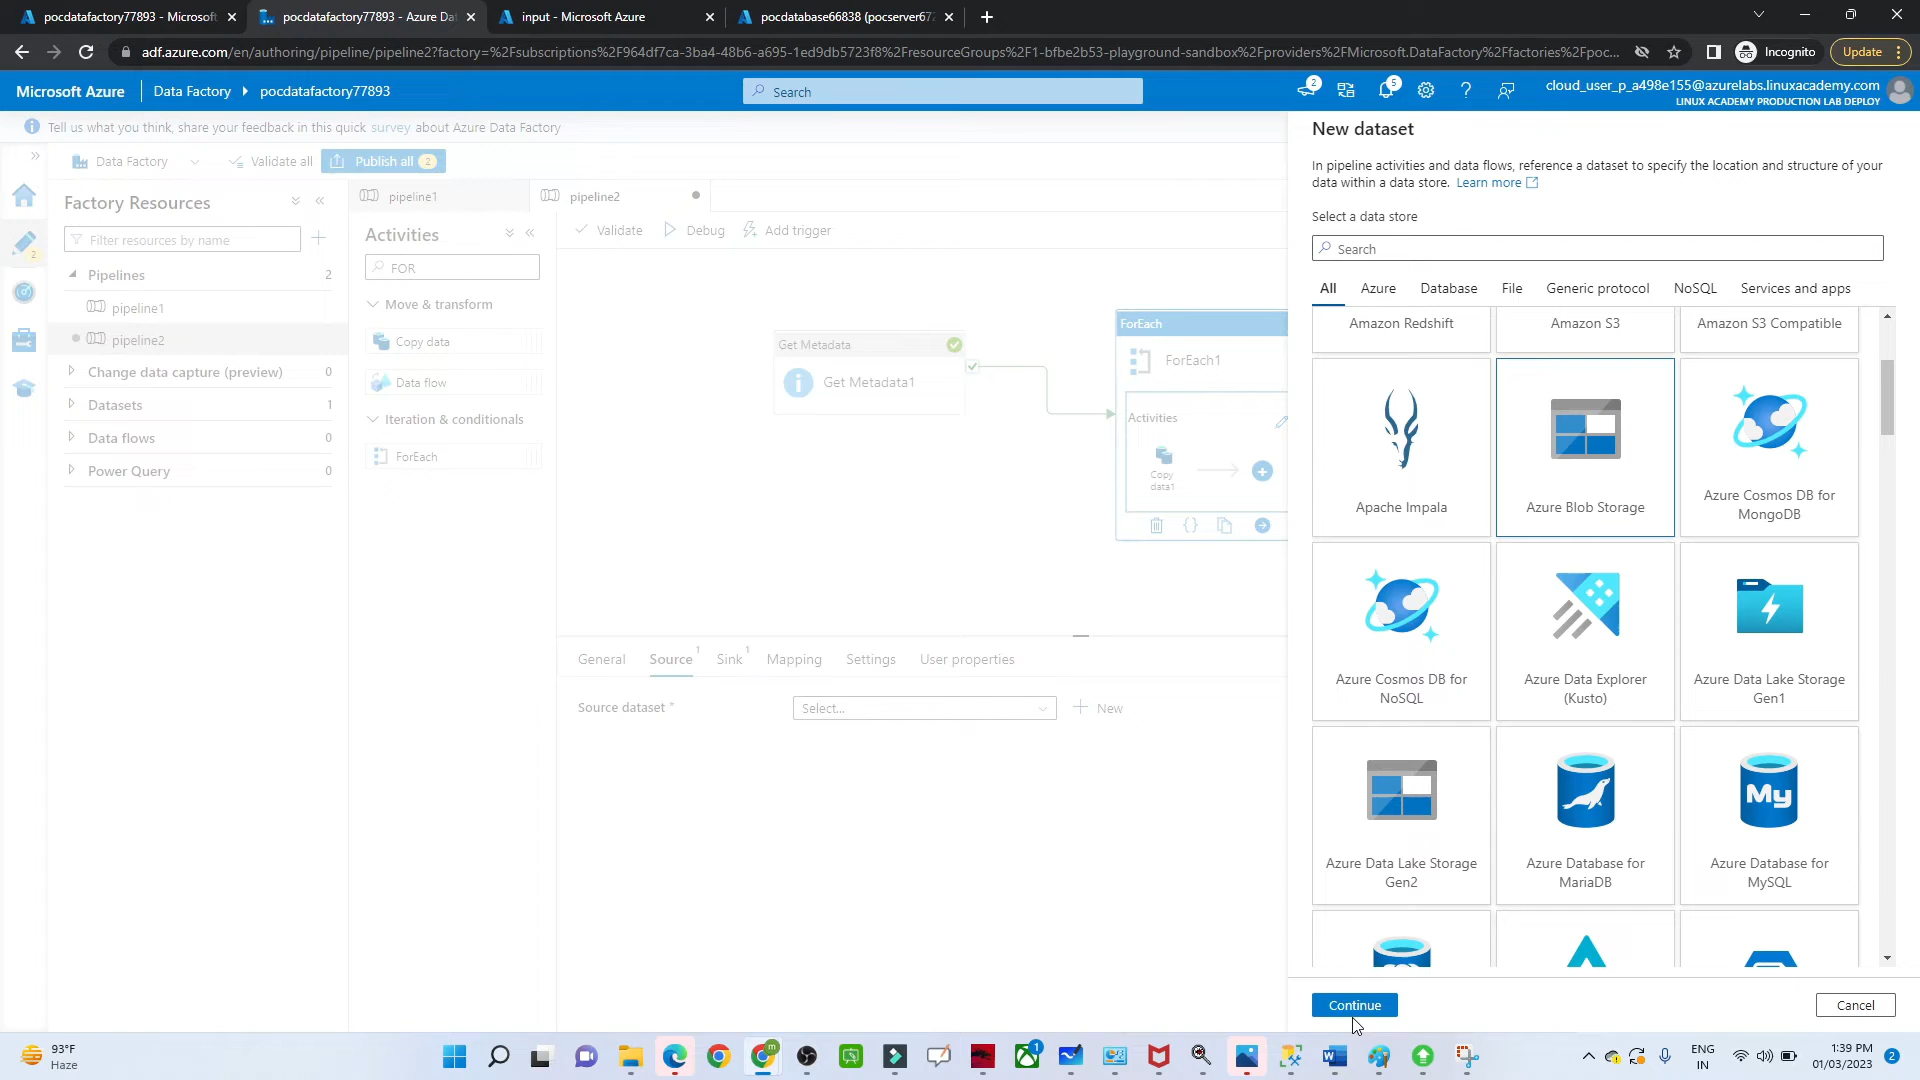 pocdatafactory77893 - Microsoft
pocdatafactory77893 - Azure Dat
input - Microsoft Azure
pocdatabase66838 (pocserver67
adf.azure.com/en/authoring/pipeline/pipeline2?factory=%2Fsubscriptions%2F964df7ca-3ba4-48b6-a695-1ed9db5723f8%2FresourceGroups%2F1-bfbe2b53-playground-sandbox%2Fproviders%2FMicrosoft.DataFactory%2Ffactories%2Fpoc...
Incognito
Update
Microsoft Azure
Data Factory
pocdatafactory77893
Search
2
5
cloud_user_p_a498e155@azurelabs.linuxacademy.com
LINUX ACADEMY PRODUCTION LAB DEPLOY
Tell us what you think, share your feedback in this quick survey about Azure Data Factory
Data Factory
Validate all
Publish all 2
2
Factory Resources
Filter resources by name
Pipelines 2
pipeline1
pipeline2
Change data capture (preview) 0
Datasets 1
Data flows 0
Power Query 0
pipeline1
pipeline2
Activities
FOR
Move & transform
Copy data
Data flow
Iteration & conditionals
ForEach
Validate
Debug
Add trigger
Get Metadata
Get Metadata1
ForEach
ForEach1
Activities
Copy
data1
General
Source 1
Sink 1
Mapping
Settings
User properties
Source dataset *
Select...
New
New dataset
In pipeline activities and data flows, reference a dataset to specify the location and structure of your
data within a data store. Learn more
Select a data store
Search
All
Azure
Database
File
Generic protocol
NoSQL
Services and apps
Amazon Redshift
Amazon S3
Amazon S3 Compatible
Apache Impala
Azure Blob Storage
Azure Cosmos DB for
MongoDB
Azure Cosmos DB for
NoSQL
Azure Data Explorer
(Kusto)
Azure Data Lake Storage
Gen1
Azure Data Lake Storage
Gen2
Azure Database for
MariaDB
My
Azure Database for
MySQL
Continue
Cancel
93°F
Haze
1
ENG
IN
1:39 PM
01/03/2023
2